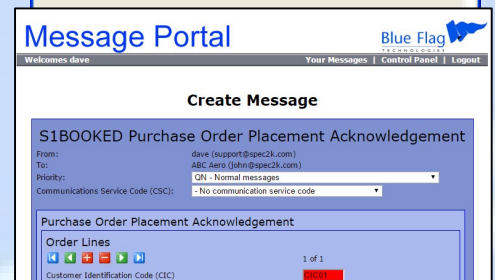 Message Portal
Blue Flag
TECHNOLOGIES
Welcomes dave
Your Messages | Control Panel | Logout
Create Message
S1BOOKED Purchase Order Placement Acknowledgement
From: dave (support@spec2k.com)
To: ABC Aero (john@spec2k.com)
Priority: QN - Normal messages
Communications Service Code (CSC): - No communication service code
Purchase Order Placement Acknowledgement
Order Lines
1 of 1
Customer Identification Code (CIC) CIC01